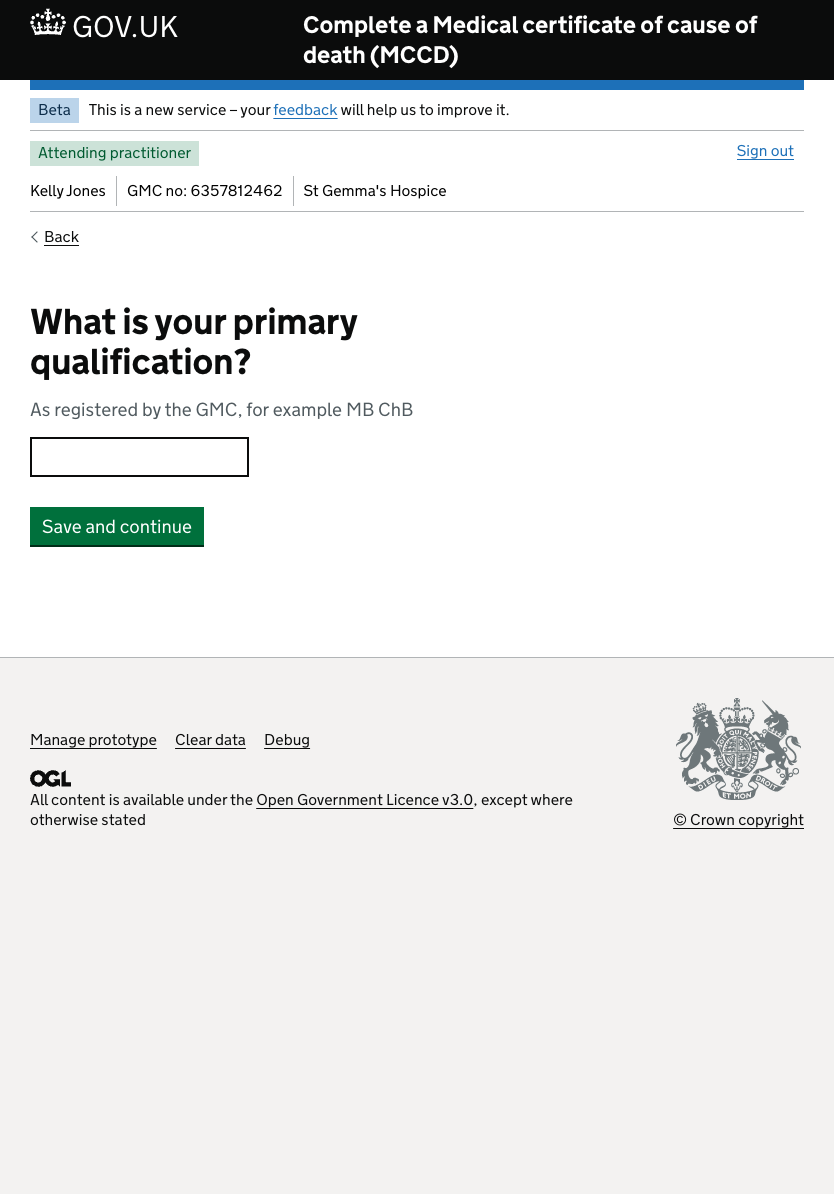 GOV.UK
Complete a Medical certificate of cause of
death (MCCD)
Beta This is a new service – your feedback will help us to improve it.
Attending practitioner
Sign out
Kelly Jones GMC no: 6357812462 St Gemma's Hospice
Back
What is your primary
qualification?
As registered by the GMC, for example MB ChB
Save and continue
Manage prototype Clear data Debug
OGL
All content is available under the Open Government Licence v3.0, except where
otherwise stated
DIEU ET MON DROIT
© Crown copyright